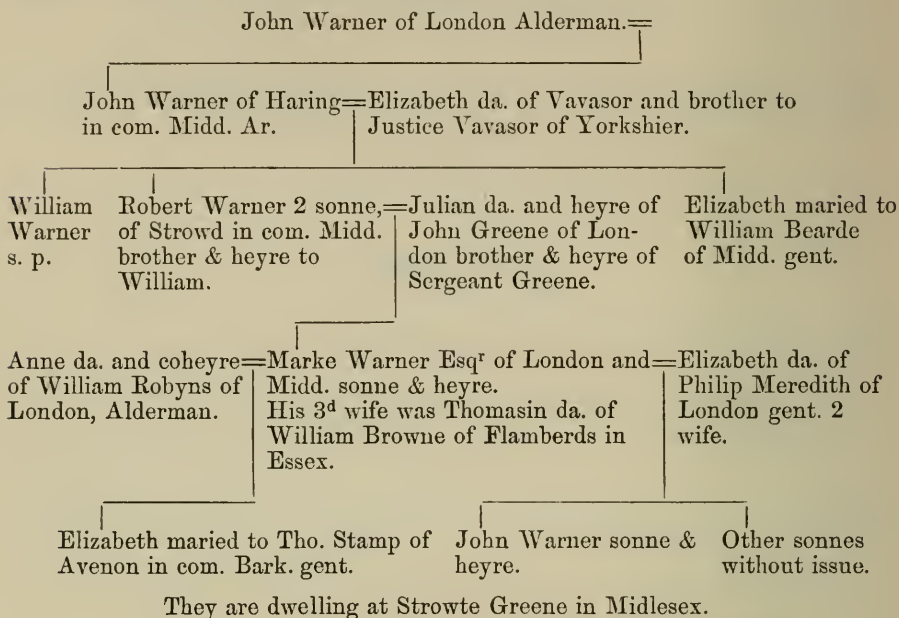 John Warner of London Alderman.=
John Warner of Haring=Elizabeth da. of Vavasor and brother to
in com. Midd. Ar. Justice Vavasor of Yorkshier.
William
Warner
s. p.
Robert Warner 2 sonne,=
of Strowd in com. Midd.
brother & heyre to
William.
Julian da. and heyre of
John Greene of Lon-
don brother & heyre of
Sergeant Greene.
Elizabeth maried to
William Bearde
of Midd. gent.
Anne da. and coheyre=
of William Robyns of
London, Alderman.
Marke Warner Esqr of London and=
Midd. sonne & heyre.
His 3d wife was Thomasin da. of
William Browne of Flamberds in
Essex.
Elizabeth da. of
Philip Meredith of
London gent. 2
wife.
Elizabeth maried to Tho. Stamp of
Avenon in com. Bark. gent.
John Warner sonne &
heyre.
Other sonnes
without issue.
They are dwelling at Strowte Greene in Midlesex.